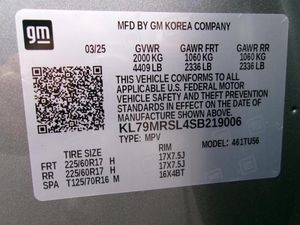 gm
MFD BY GM KOREA COMPANY
03/25 GVWR GAWR FRT GAWR RR
2000 KG 1060 KG 1060 KG
4409 LB 2336 LB 2336 LB
THIS VEHICLE CONFORMS TO ALL
APPLICABLE U.S. FEDERAL MOTOR
VEHICLE SAFETY AND THEFT PREVENTION
STANDARDS IN EFFECT ON THE DATE OF
MANUFACTURE SHOWN ABOVE.
KL79MRSL4SB219006
TYPE: MPV MODEL: 461TU56
TIRE SIZE RIM
FRT 225/60R17 H 17X7.5J
RR 225/60R17 H 17X7.5J
SPA T125/70R16 M 16X4BT